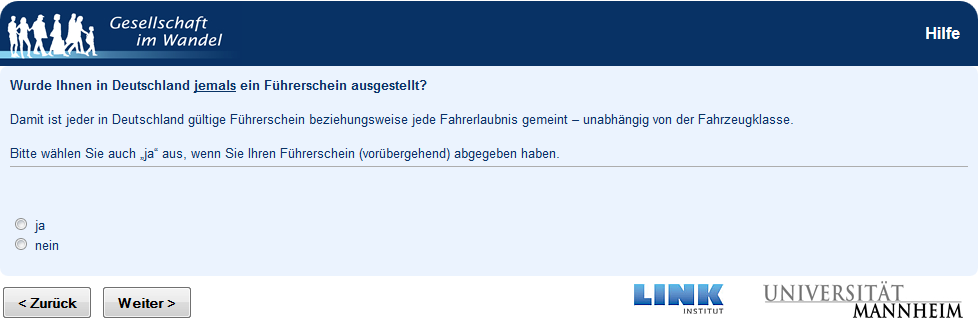 Gesellschaft
im Wandel
Hilfe
Wurde Ihnen in Deutschland jemals ein Führerschein ausgestellt?
Damit ist jeder in Deutschland gültige Führerschein beziehungsweise jede Fahrerlaubnis gemeint – unabhängig von der Fahrzeugklasse.
Bitte wählen Sie auch „ja“ aus, wenn Sie Ihren Führerschein (vorübergehend) abgegeben haben.
ja
nein
< Zurück
Weiter >
LINK
INSTITUT
UNIVERSITÄT
MANNHEIM